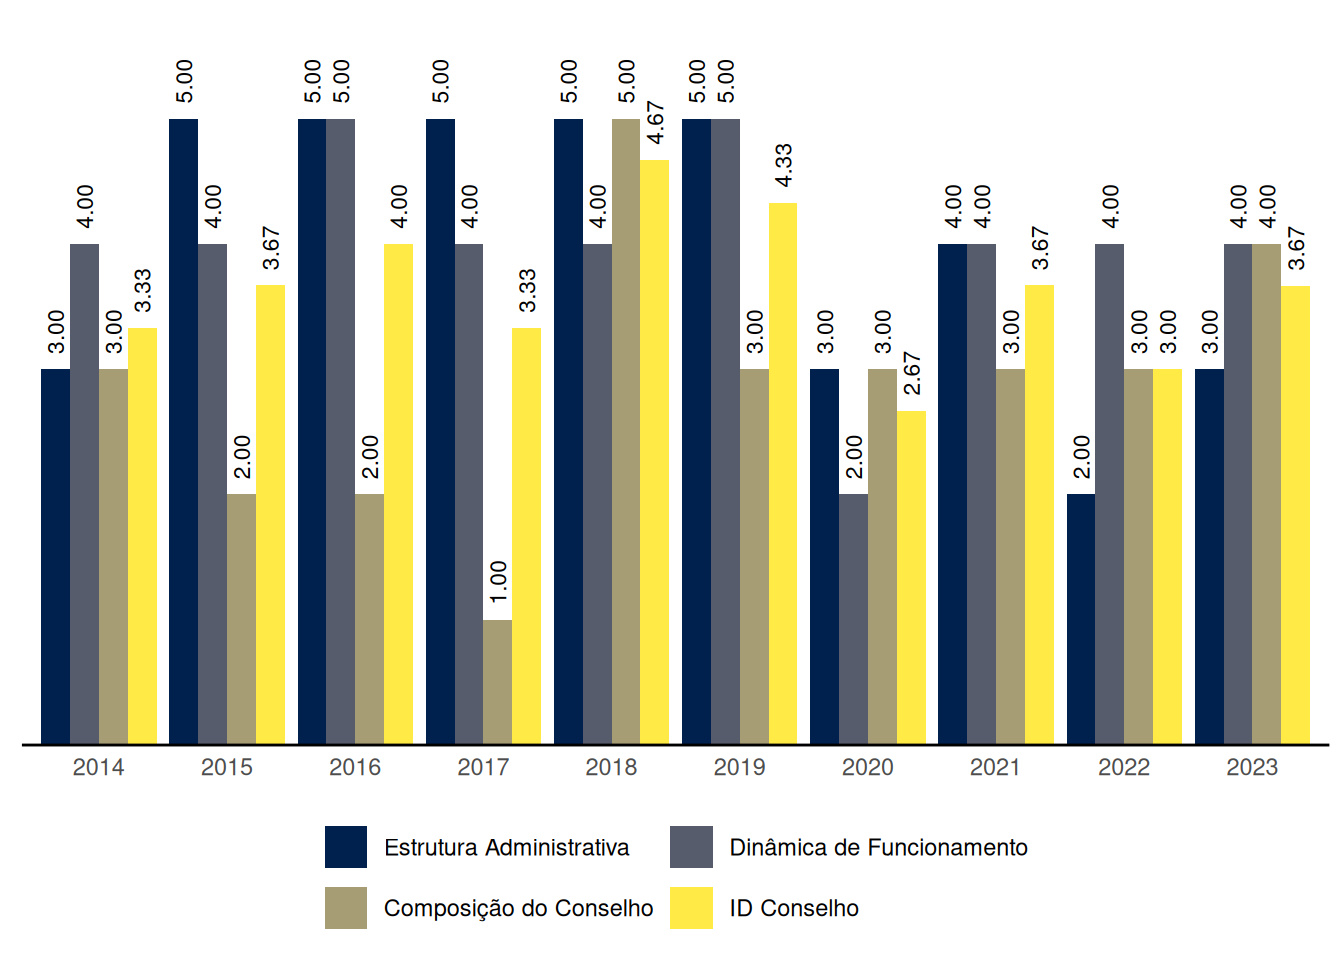 3.00 4.00 3.00 3.33
5.00 4.00 2.00 3.67
5.00 5.00 2.00 4.00
5.00 4.00 1.00 3.33
5.00 4.00 5.00 4.67
5.00 5.00 3.00 4.33
3.00 2.00 3.00 2.67
4.00 4.00 3.00 3.67
2.00 4.00 3.00 3.00
3.00 4.00 4.00 3.67
2014 2015 2016 2017 2018 2019 2020 2021 2022 2023
Estrutura Administrativa Dinâmica de Funcionamento
Composição do Conselho ID Conselho